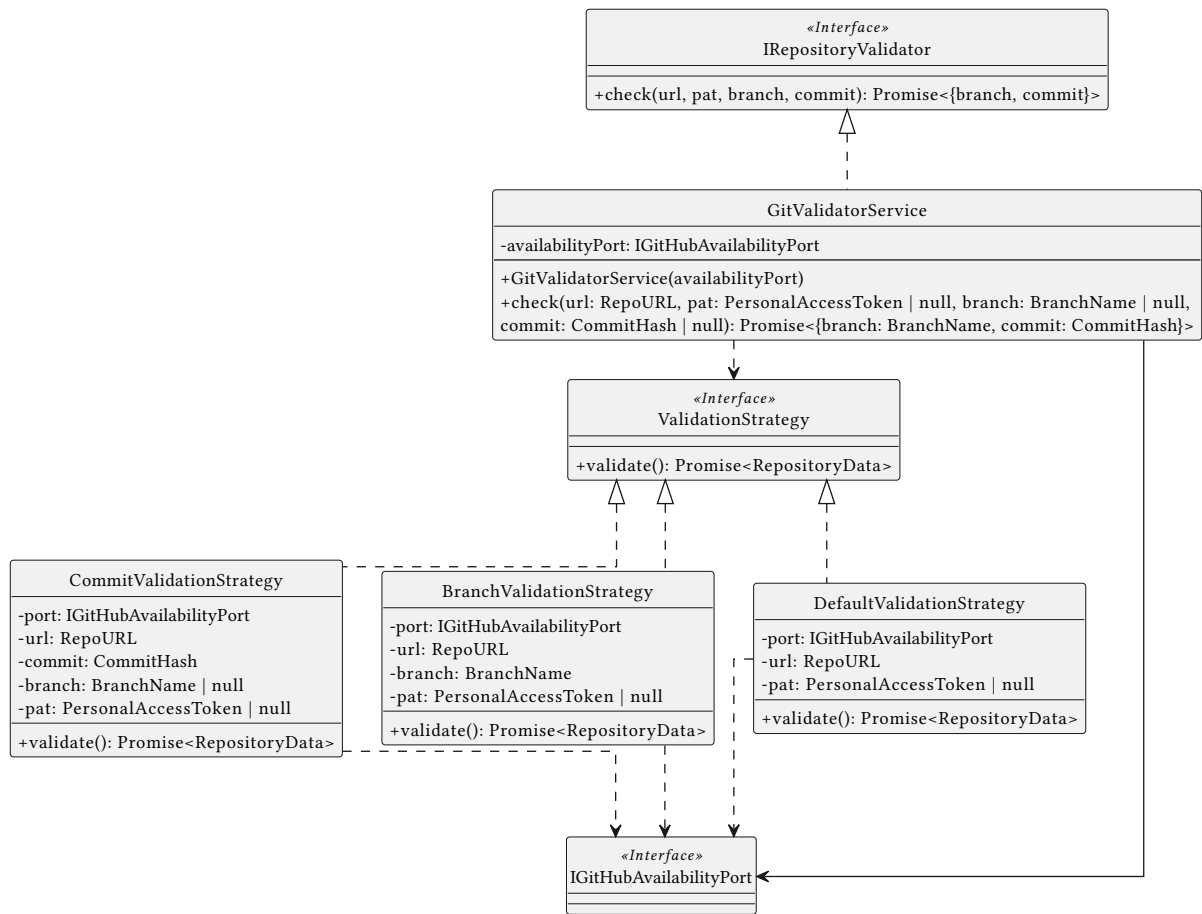 «Interface»
IRepositoryValidator
+check(url, pat, branch, commit): Promise<{branch, commit}>
GitValidatorService
-availabilityPort: IGitHubAvailabilityPort
+GitValidatorService(availabilityPort)
+check(url: RepoURL, pat: PersonalAccessToken | null, branch: BranchName | null,
commit: CommitHash | null): Promise<{branch: BranchName, commit: CommitHash}>
«Interface»
ValidationStrategy
+validate(): Promise<RepositoryData>
CommitValidationStrategy
-port: IGitHubAvailabilityPort
-url: RepoURL
-commit: CommitHash
-branch: BranchName | null
-pat: PersonalAccessToken | null
+validate(): Promise<RepositoryData>
BranchValidationStrategy
-port: IGitHubAvailabilityPort
-url: RepoURL
-branch: BranchName
-pat: PersonalAccessToken | null
+validate(): Promise<RepositoryData>
DefaultValidationStrategy
-port: IGitHubAvailabilityPort
-url: RepoURL
-pat: PersonalAccessToken | null
+validate(): Promise<RepositoryData>
«Interface»
IGitHubAvailabilityPort